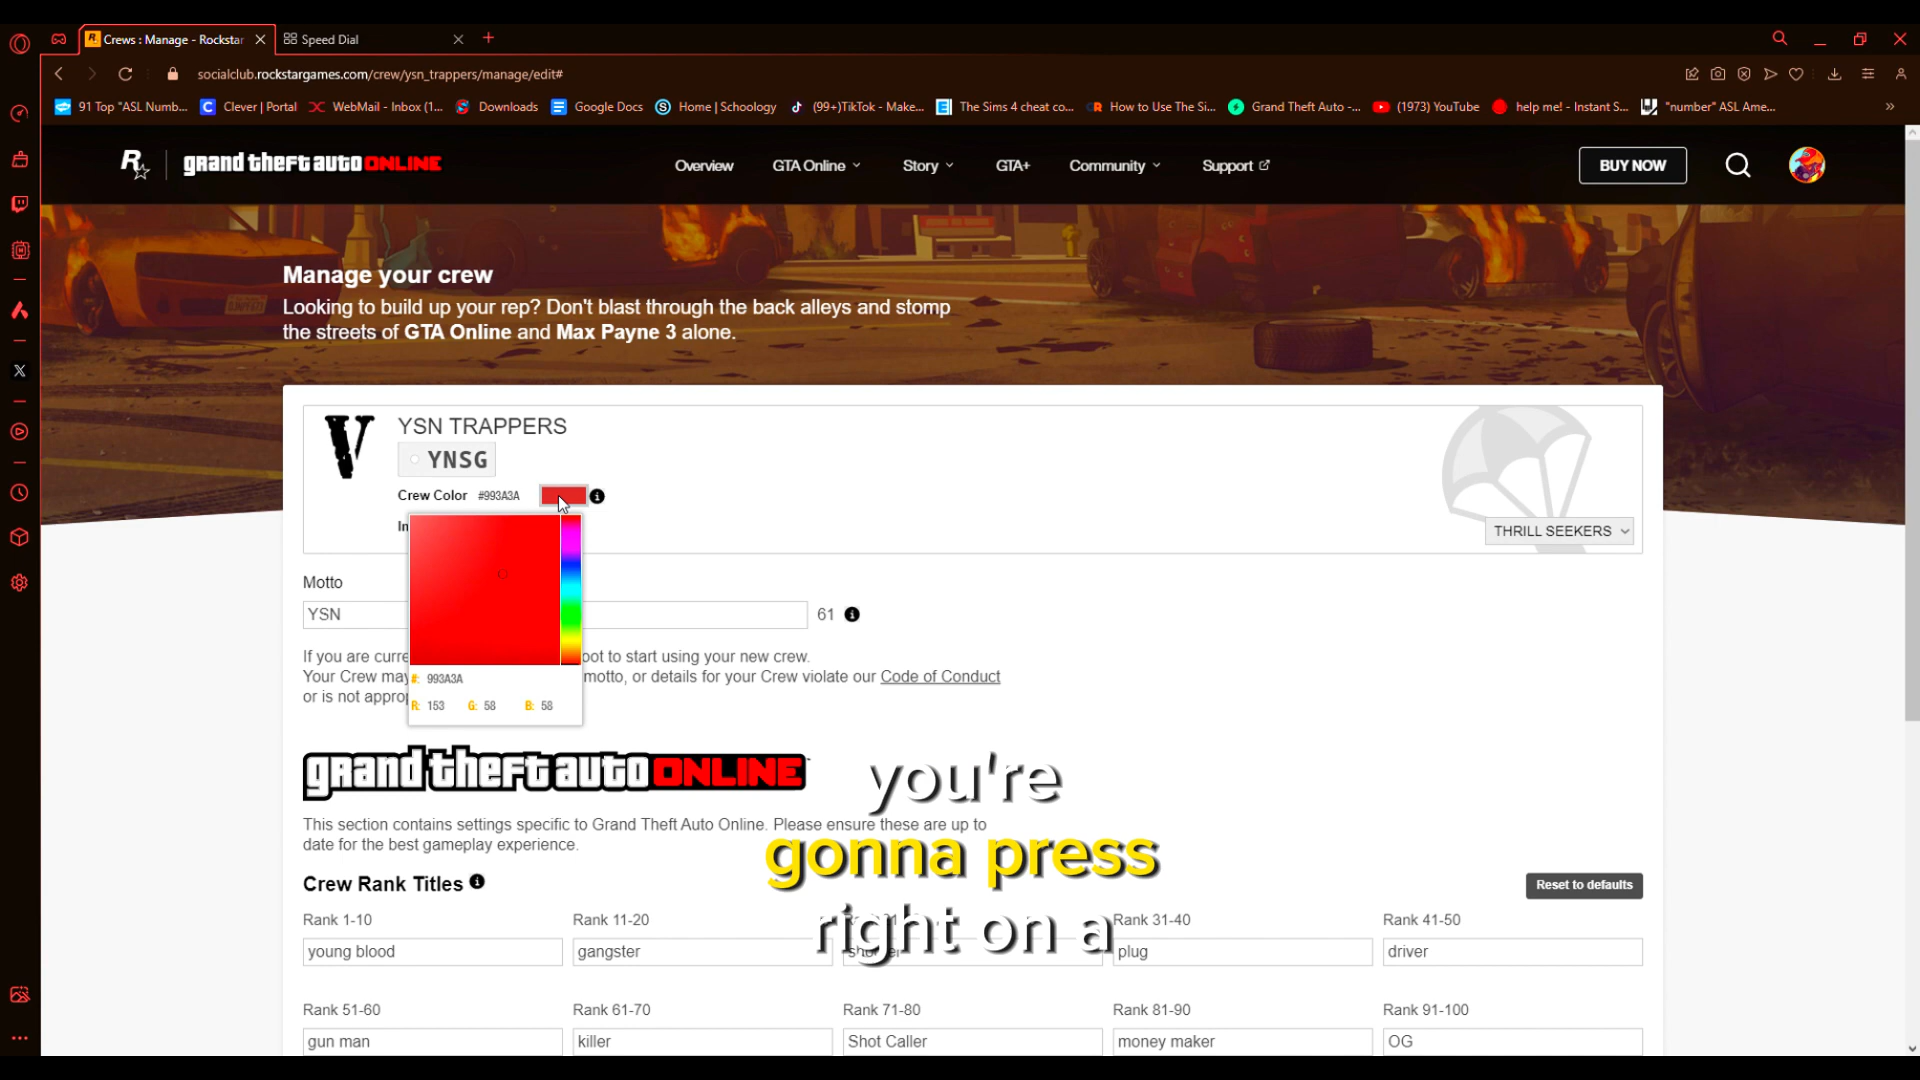 Crews : Manage - Rockstar
Speed Dial
socialclub.rockstargames.com/crew/ysn_trappers/manage/edit#
91 Top "ASL Numb...
Clever | Portal
WebMail - Inbox (1...
Downloads
Google Docs
Home | Schoology
(99+)TikTok - Make...
The Sims 4 cheat co...
How to Use The Si...
Grand Theft Auto -...
(1973) YouTube
help me! - Instant S...
"number" ASL Ame...
grand theft auto ONLINE
Overview
GTA Online
Story
GTA+
Community
Support
BUY NOW
Manage your crew
Looking to build up your rep? Don't blast through the back alleys and stomp
the streets of GTA Online and Max Payne 3 alone.
YSN TRAPPERS
YNSG
Crew Color #993A3A
In
THRILL SEEKERS
Motto
YSN
61
#: 993A3A
R: 153 G: 58 B: 58
If you are curre oot to start using your new crew.
Your Crew may motto, or details for your Crew violate our Code of Conduct
or is not approp
grand theft auto ONLINE
This section contains settings specific to Grand Theft Auto Online. Please ensure these are up to
date for the best gameplay experience.
you're
gonna press
right on a
Crew Rank Titles
Reset to defaults
Rank 1-10
Rank 11-20
Rank 31-40
Rank 41-50
young blood
gangster
plug
driver
Rank 51-60
Rank 61-70
Rank 71-80
Rank 81-90
Rank 91-100
gun man
killer
Shot Caller
money maker
OG